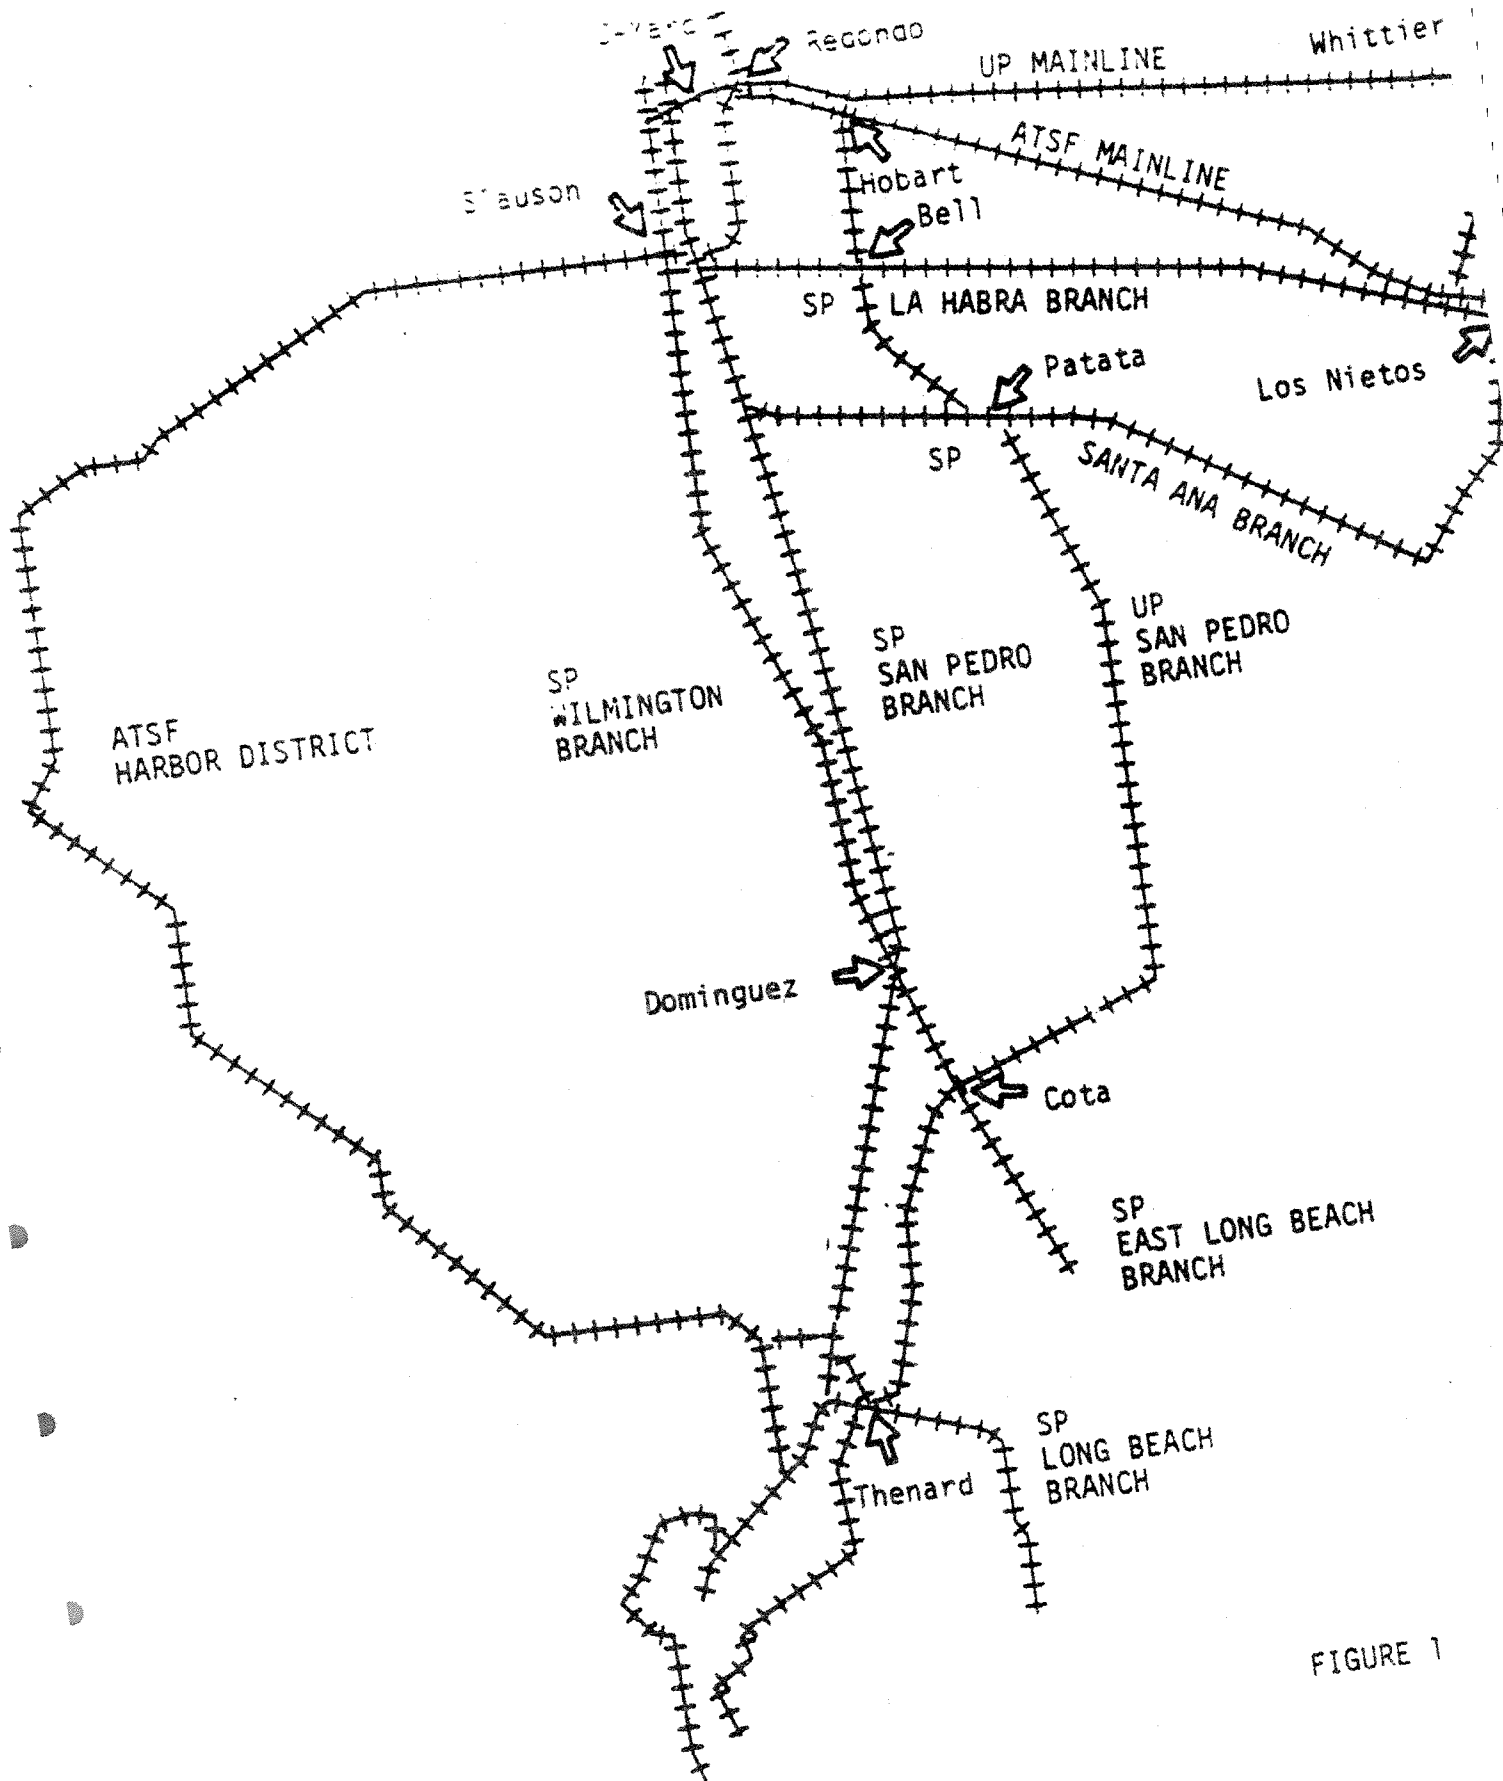 Redondo
UP MAINLINE
Whittier
ATSF MAINLINE
Hobart
Slauson
Bell
SP LA HABRA BRANCH
Patata
Los Nietos
SP
SANTA ANA BRANCH
UP
SAN PEDRO
BRANCH
SP
SAN PEDRO
BRANCH
SP
WILMINGTON
BRANCH
ATSF
HARBOR DISTRICT
Dominguez
Cota
SP
EAST LONG BEACH
BRANCH
SP
LONG BEACH
BRANCH
Thenard
FIGURE 1